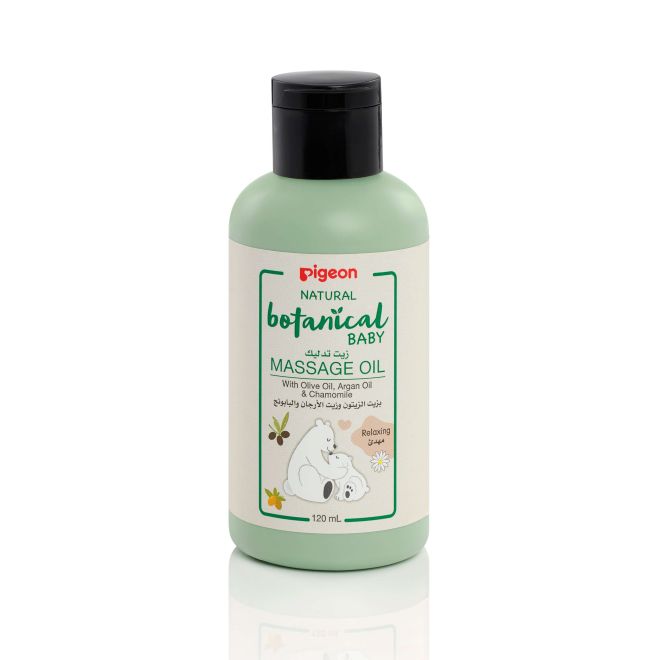 Pigeon
NATURAL
botanical
BABY
زيت تدليك
MASSAGE OIL
With Olive Oil, Argan Oil
& Chamomile
بزيت الزيتون وزيت الأرجان والبابونج
Relaxing
مهدئ
120 mL